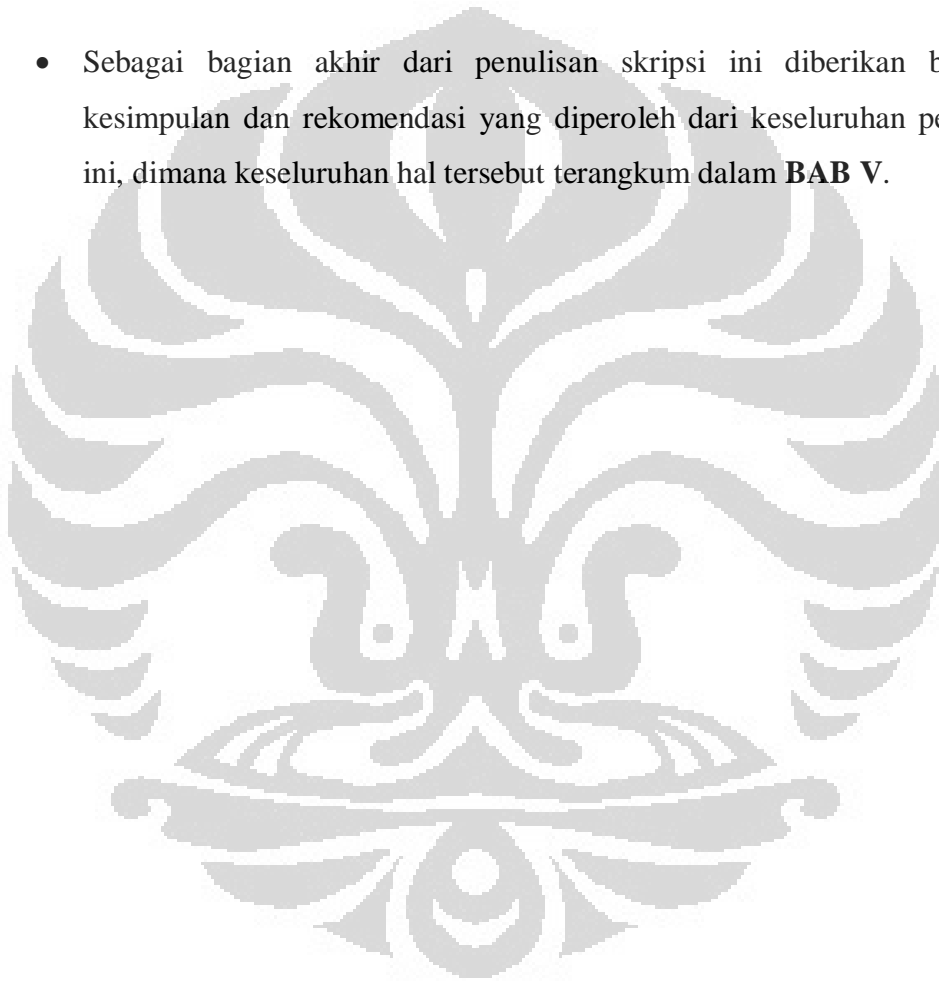 • Sebagai bagian akhir dari penulisan skripsi ini diberikan
kesimpulan dan rekomendasi yang diperoleh dari keseluruhan
ini, dimana keseluruhan hal tersebut terangkum dalam BAB V.